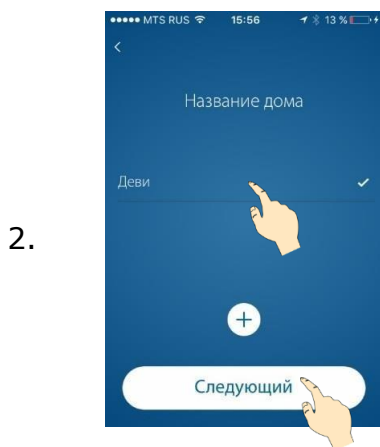 MTS RUS 15:56 13 %
Название дома
Деви
2.
Следующий